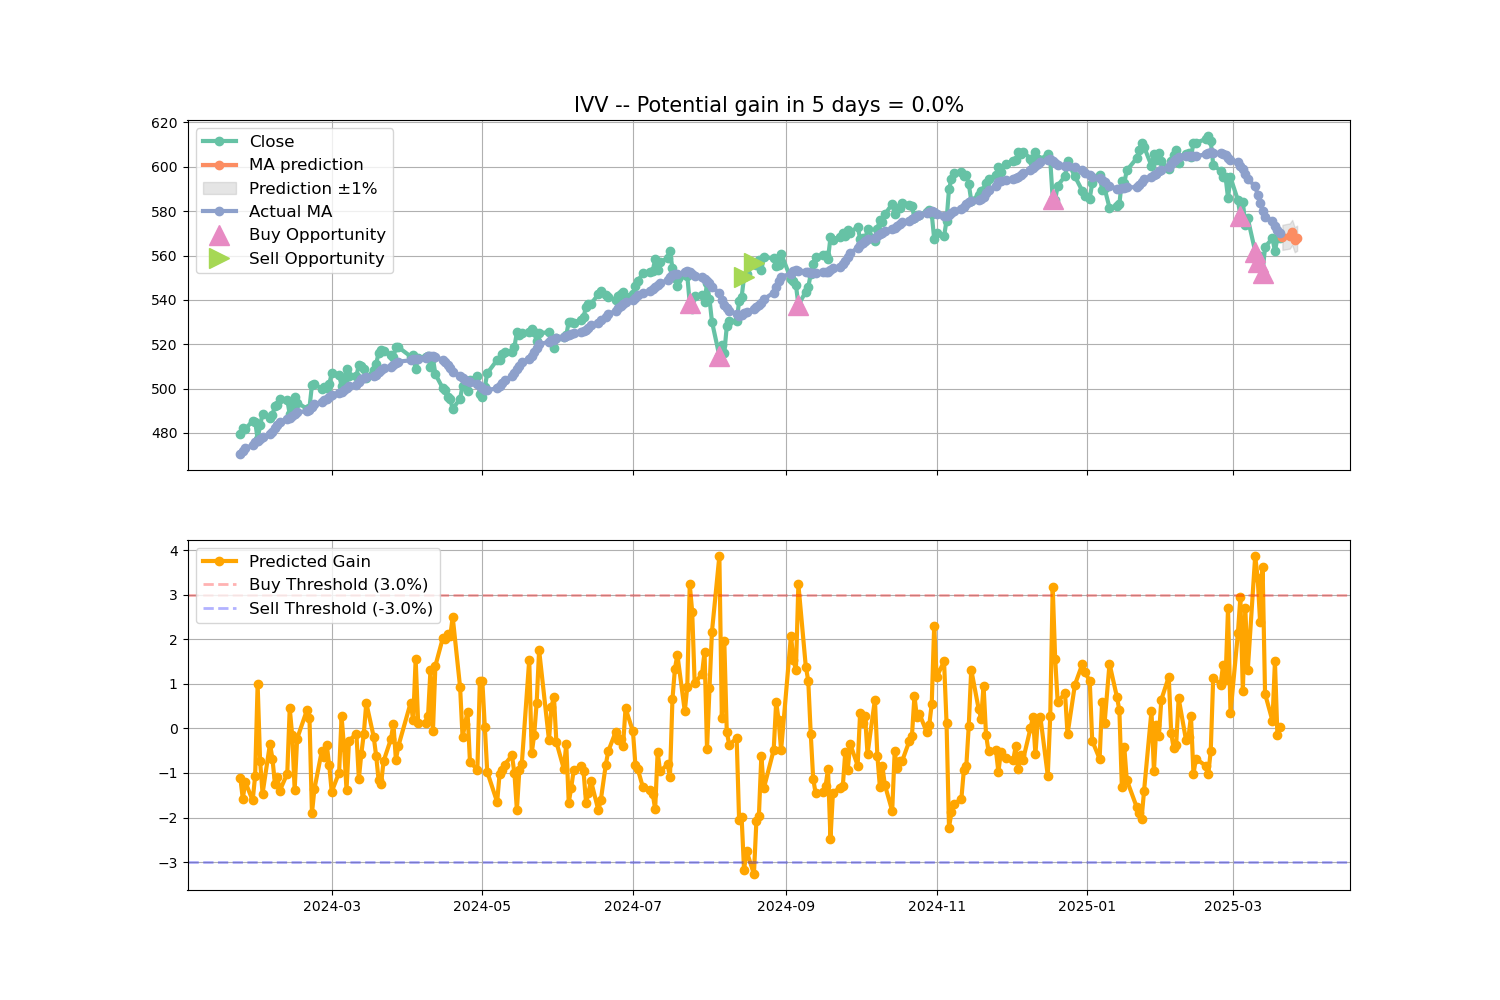 IVV -- Potential gain in 5 days = 0.0%
620
600
580
560
540
520
500
480
Close
MA prediction
Prediction ±1%
Actual MA
Buy Opportunity
Sell Opportunity
4
3
2
1
0
−1
−2
−3
Predicted Gain
Buy Threshold (3.0%)
Sell Threshold (-3.0%)
2024-03
2024-05
2024-07
2024-09
2024-11
2025-01
2025-03